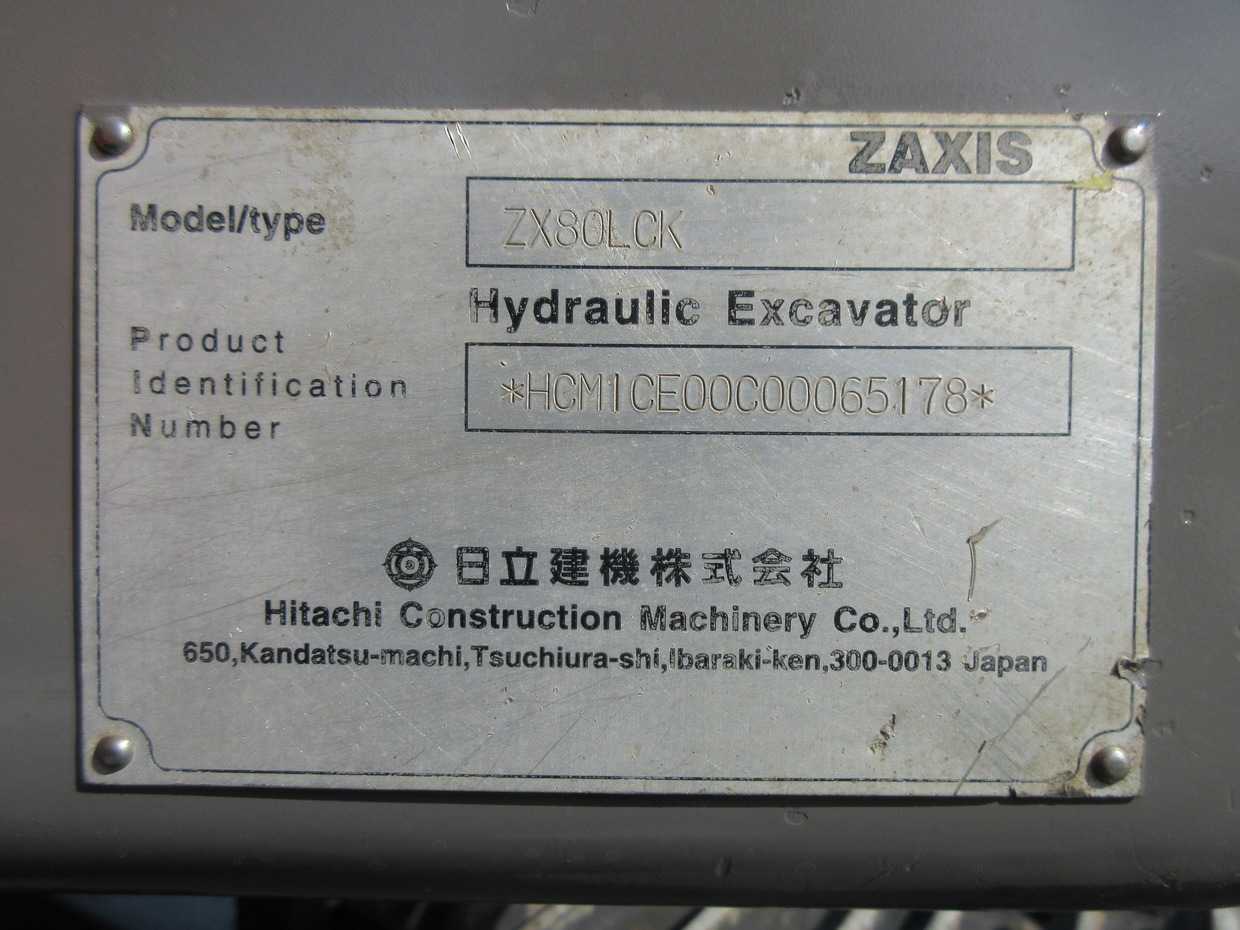 ZAXIS
Model/type ZX80LCK
Hydraulic Excavator
Product
Identification
Number
*HCM1CE00C00065178*
日立建機株式会社
Hitachi Construction Machinery Co.,Ltd.
650,Kandatsu-machi,Tsuchiura-shi,Ibaraki-ken,300-0013 Japan